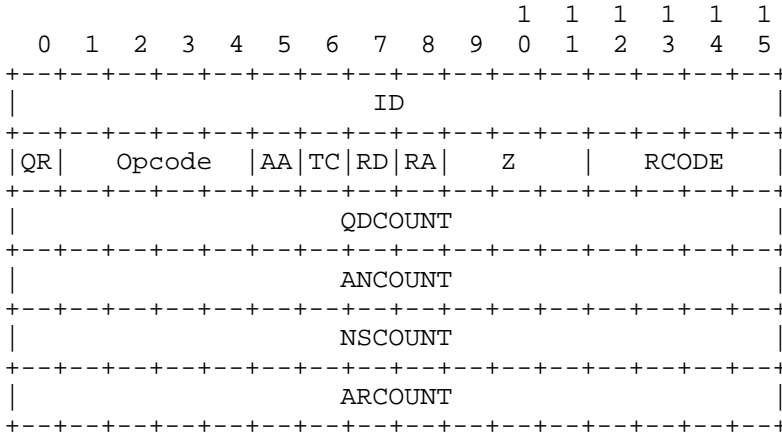 1  1  1  1  1  1
  0  1  2  3  4  5  6  7  8  9  0  1  2  3  4  5
+--+--+--+--+--+--+--+--+--+--+--+--+--+--+--+--+
|                      ID                       |
+--+--+--+--+--+--+--+--+--+--+--+--+--+--+--+--+
|QR|   Opcode  |AA|TC|RD|RA|   Z    |   RCODE   |
+--+--+--+--+--+--+--+--+--+--+--+--+--+--+--+--+
|                    QDCOUNT                    |
+--+--+--+--+--+--+--+--+--+--+--+--+--+--+--+--+
|                    ANCOUNT                    |
+--+--+--+--+--+--+--+--+--+--+--+--+--+--+--+--+
|                    NSCOUNT                    |
+--+--+--+--+--+--+--+--+--+--+--+--+--+--+--+--+
|                    ARCOUNT                    |
+--+--+--+--+--+--+--+--+--+--+--+--+--+--+--+--+